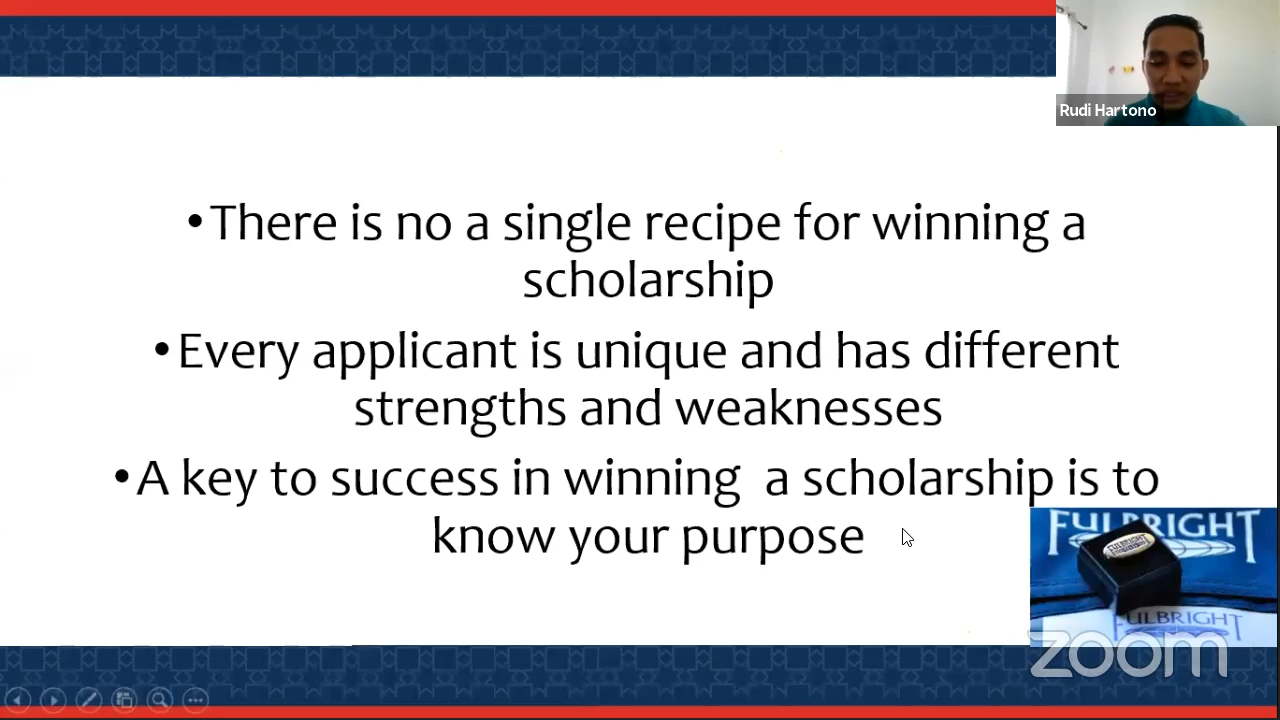 Rudi Hartono
•There is no a single recipe for winning a
scholarship
•Every applicant is unique and has different
strengths and weaknesses
•A key to success in winning  a scholarship is to
know your purpose
FULBRIGHT
FULBRIGHT
FULBRIGHT
zoom